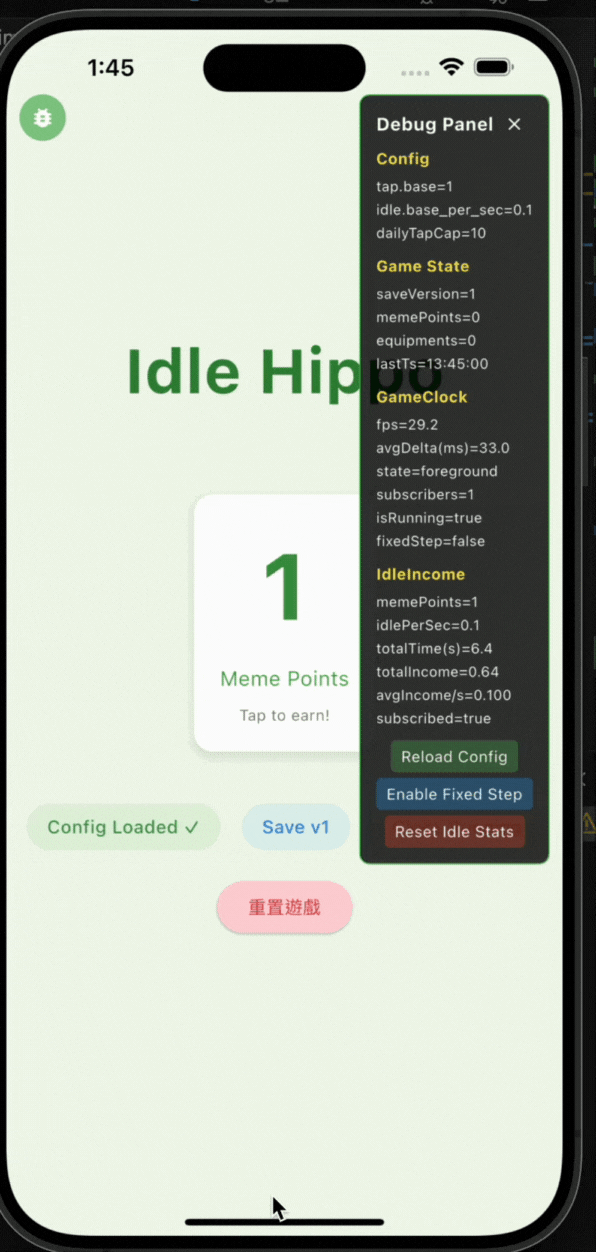 1:45
Debug Panel ×
Config
tap.base=1
idle.base_per_sec=0.1
dailyTapCap=10
Game State
saveVersion=1
memePoints=0
equipments=0
lastTs=13:45:00
Idle Hippo
GameClock
fps=29.2
avgDelta(ms)=33.0
state=foreground
subscribers=1
isRunning=true
fixedStep=false
IdleIncome
memePoints=1
idlePerSec=0.1
totalTime(s)=6.4
totalIncome=0.64
avgIncome/s=0.100
subscribed=true
Reload Config
Enable Fixed Step
Reset Idle Stats
1
Meme Points
Tap to earn!
Config Loaded ✓
Save v1
重置遊戲